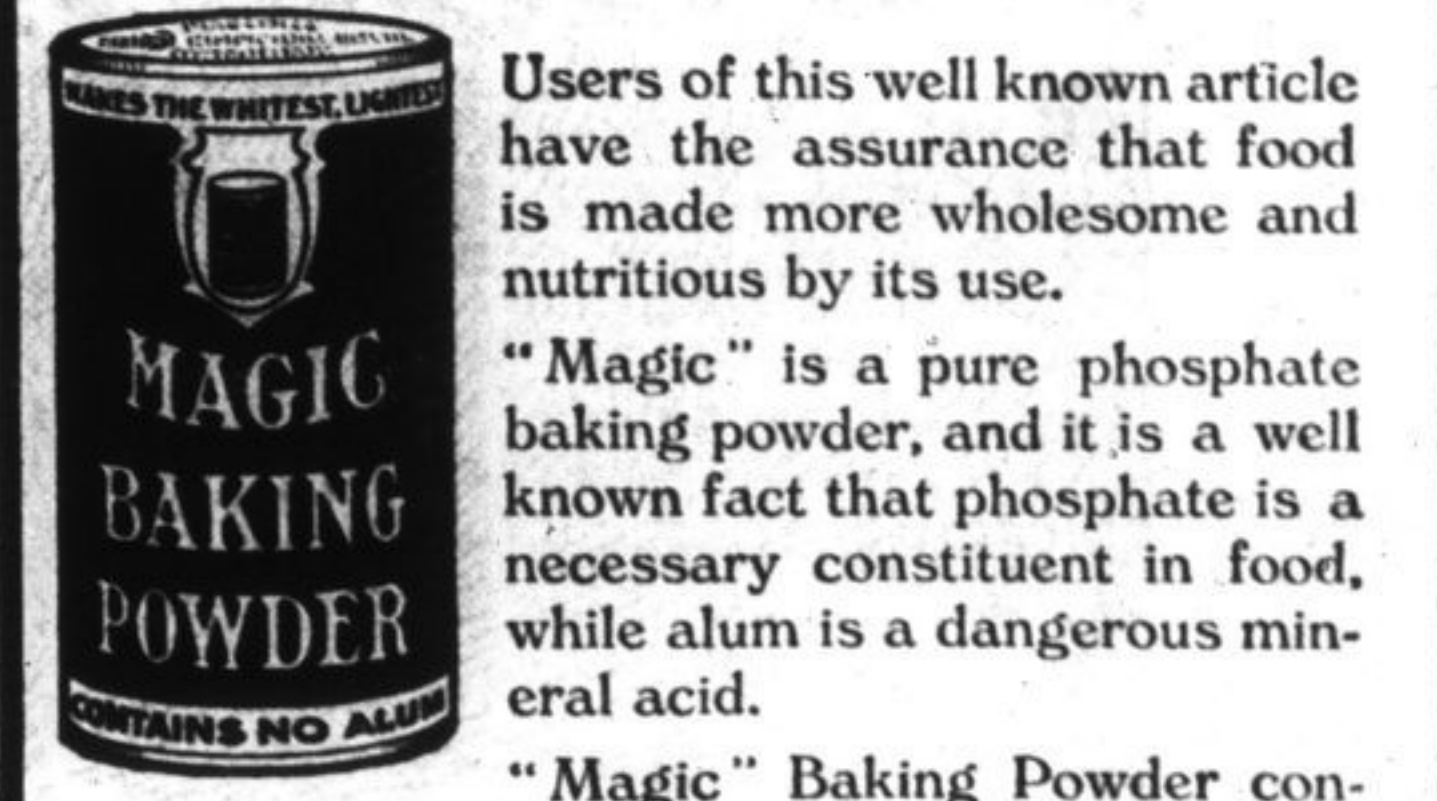 MAKES THE WHITEST, LIGHTEST
MAGIC
BAKING
POWDER
CONTAINS NO ALUM
Users of this well known article
have the assurance that food
is made more wholesome and
nutritious by its use.
“Magic” is a pure phosphate
baking powder, and it is a well
known fact that phosphate is a
necessary constituent in food,
while alum is a dangerous min-
eral acid.
“Magic” Baking Powder con-